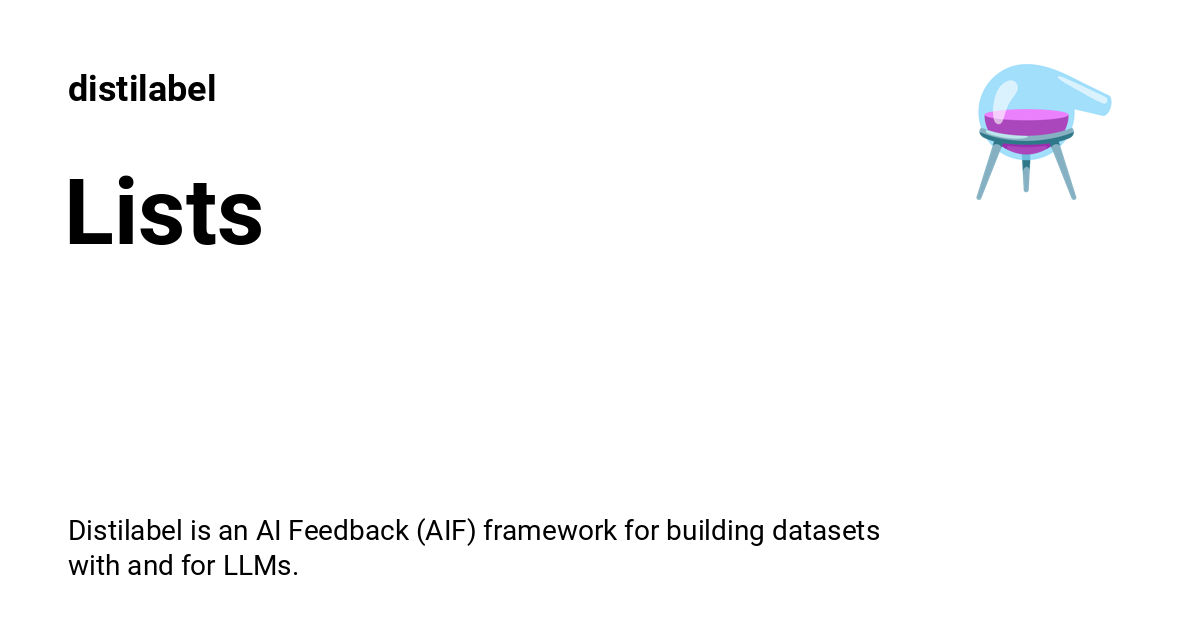 distilabel
Lists
Distilabel is an AI Feedback (AIF) framework for building datasets
with and for LLMs.